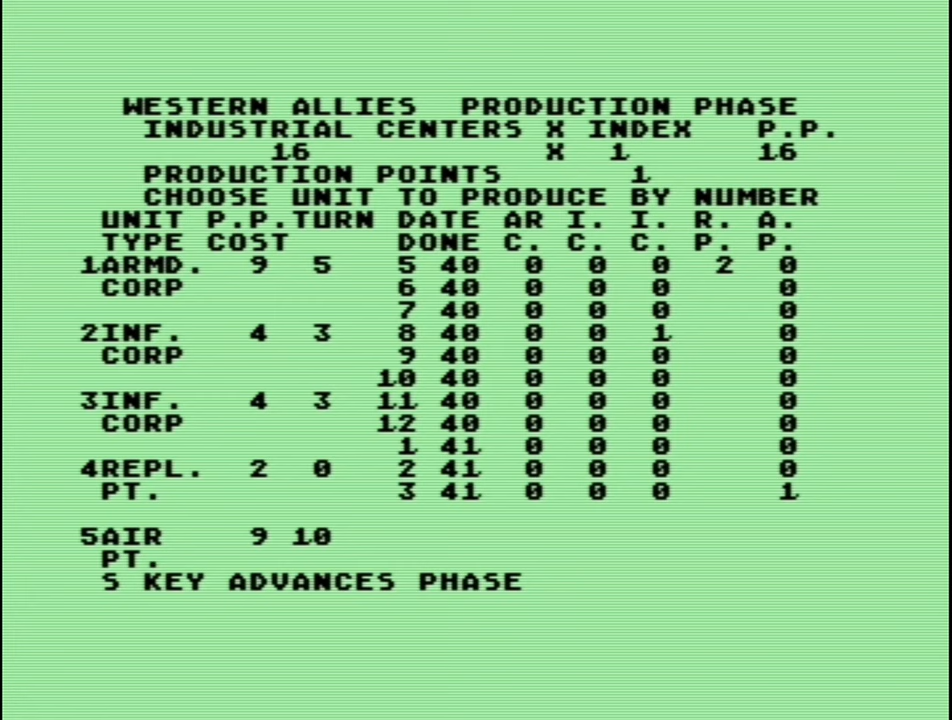 WESTERN ALLIES PRODUCTION PHASE
INDUSTRIAL CENTERS X INDEX P.P.
16 X 1 16
PRODUCTION POINTS 1
CHOOSE UNIT TO PRODUCE BY NUMBER
UNIT P.P.TURN DATE AR I. I. R. A.
TYPE COST DONE C. C. C. P. P.
1ARMD. 9 5 5 40 0 0 0 2 0
CORP 6 40 0 0 0 0
7 40 0 0 0 0
2INF. 4 3 8 40 0 0 1 0
CORP 9 40 0 0 0 0
10 40 0 0 0 0
3INF. 4 3 11 40 0 0 0 0
CORP 12 40 0 0 0 0
1 41 0 0 0 0
4REPL. 2 0 2 41 0 0 0 0
PT. 3 41 0 0 0 1
5AIR 9 10
PT.
S KEY ADVANCES PHASE